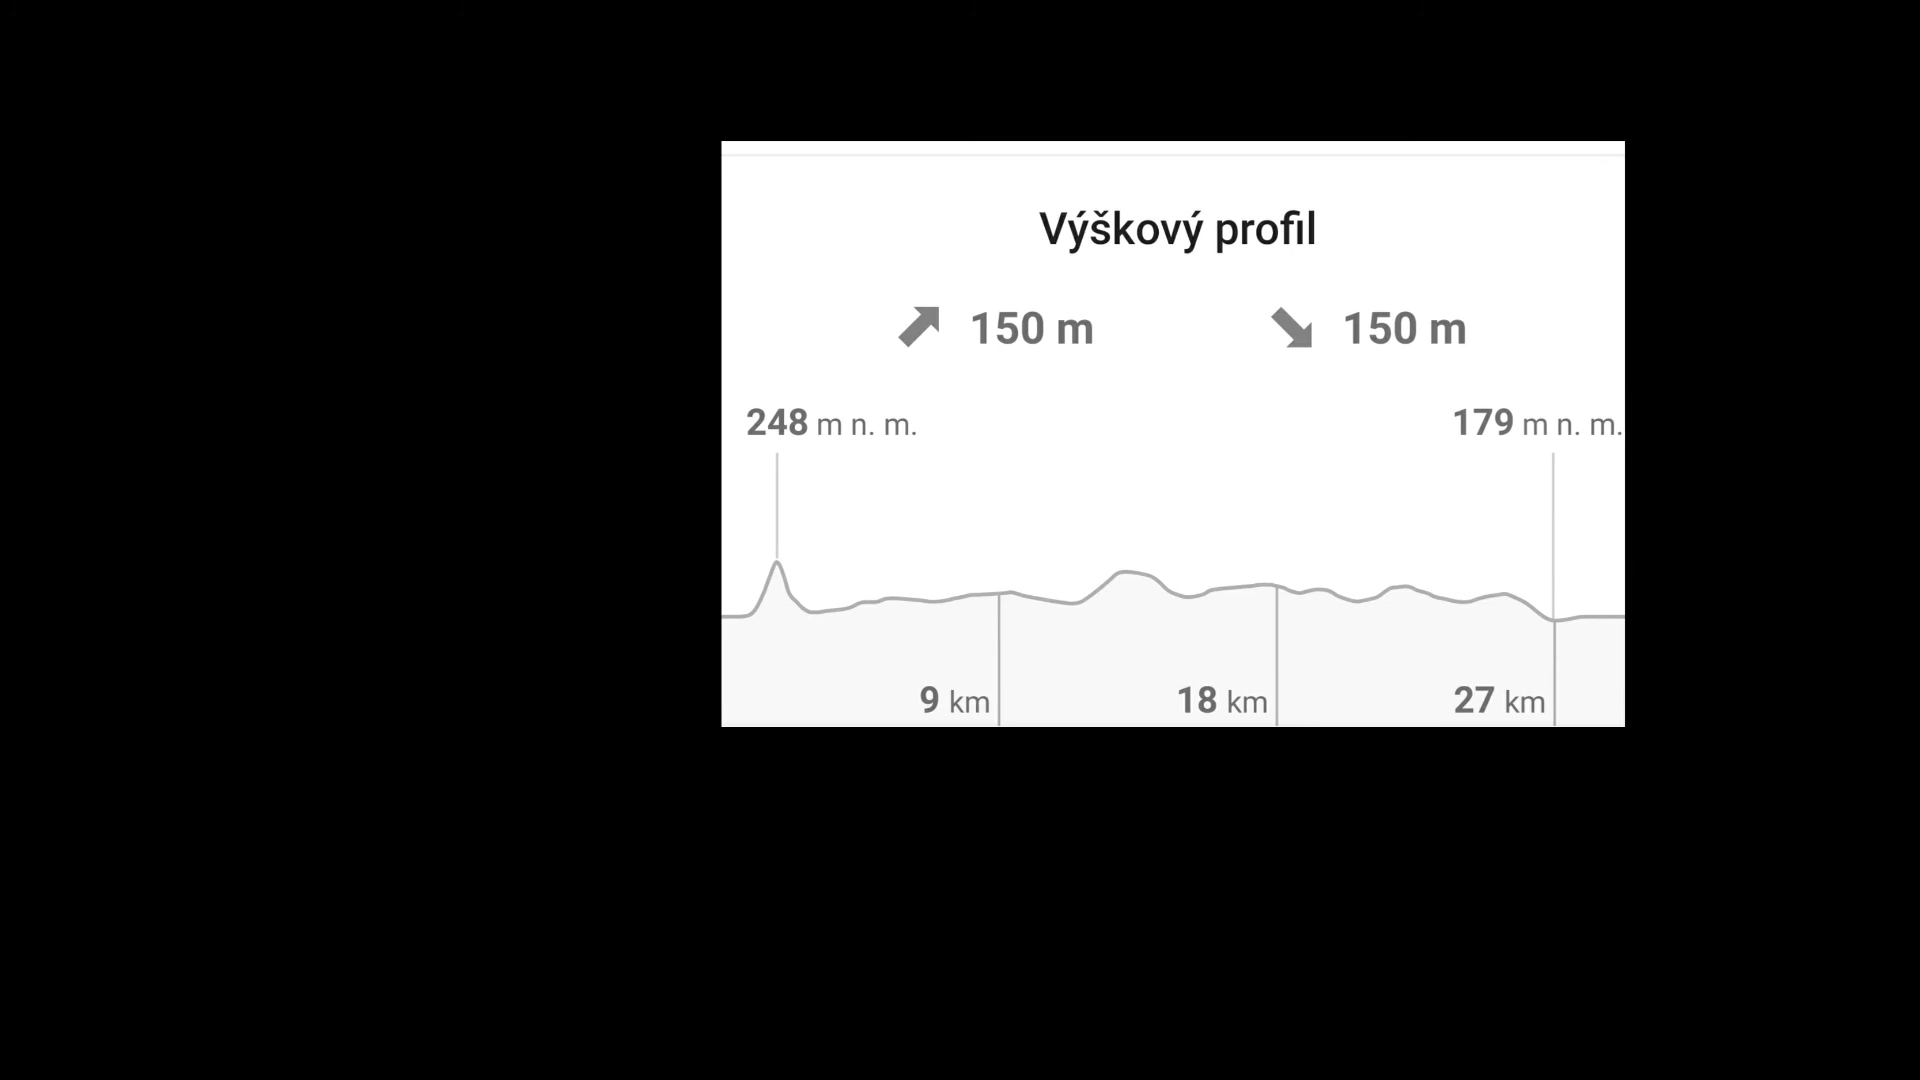 Výškový profil
150 m 150 m
248 m n. m. 179 m n. m.
9 km 18 km 27 km